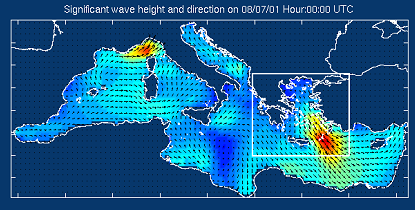 Significant wave height and direction on 08/07/01 Hour:00:00 UTC